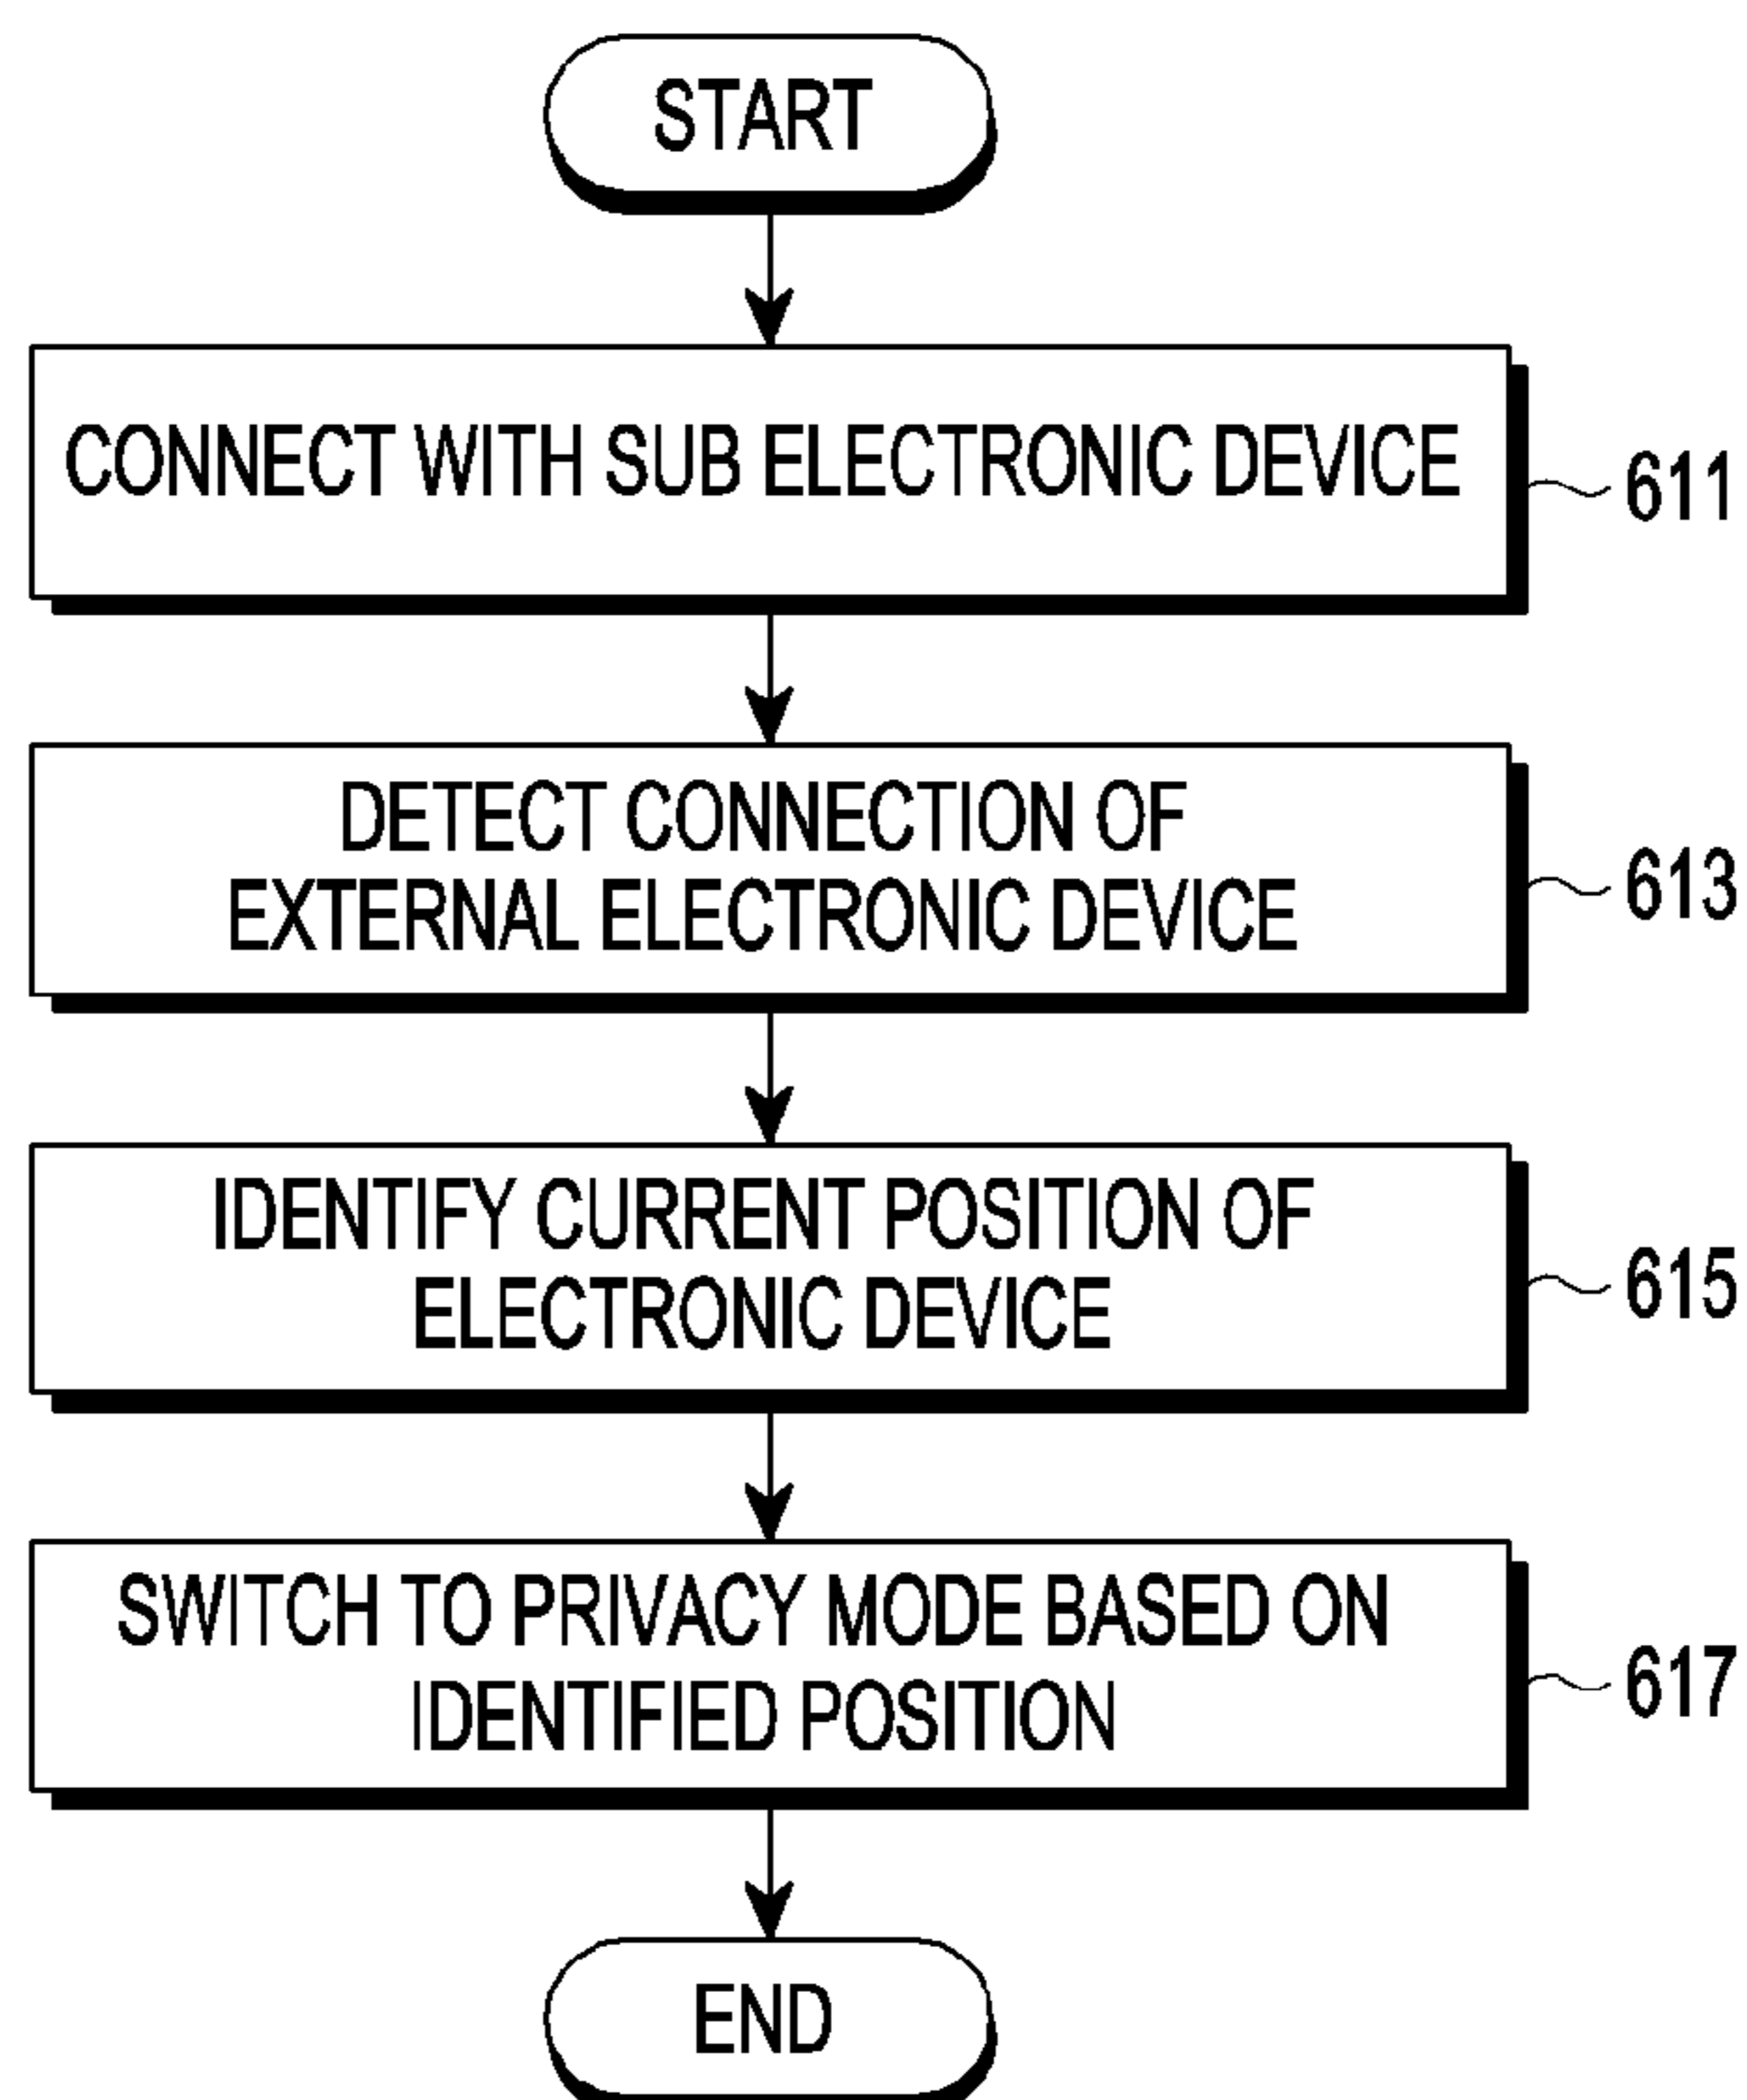 START
CONNECT WITH SUB ELECTRONIC DEVICE
611
DETECT CONNECTION OF
EXTERNAL ELECTRONIC DEVICE
613
IDENTIFY CURRENT POSITION OF
ELECTRONIC DEVICE
615
SWITCH TO PRIVACY MODE BASED ON
IDENTIFIED POSITION
617
END